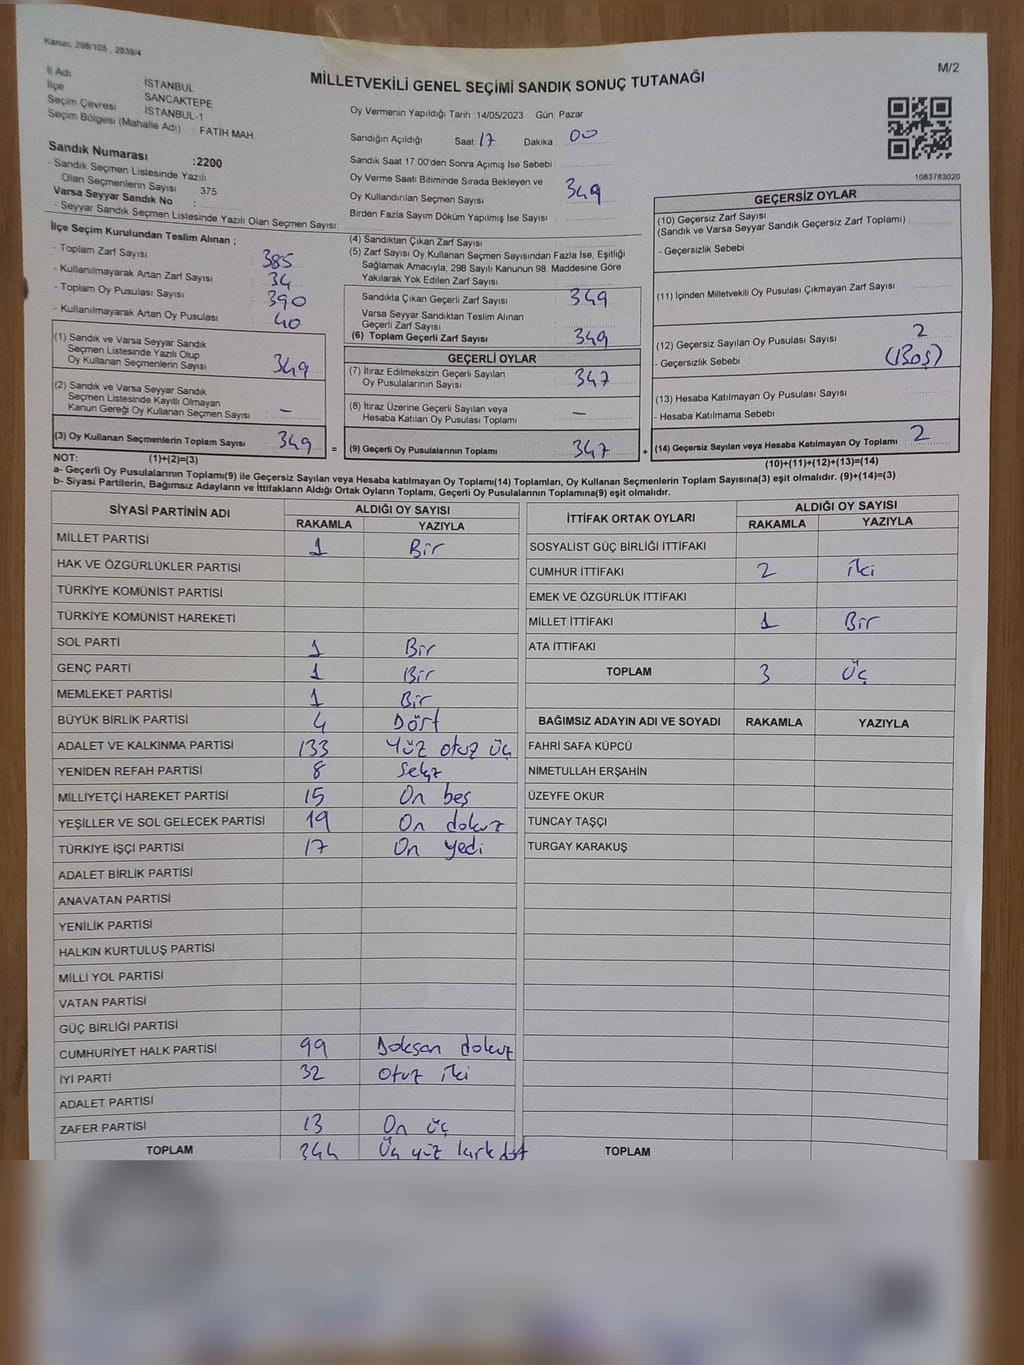 Kanun, 298/105 , 2839/4
M/2
MİLLETVEKİLİ GENEL SEÇİMİ SANDIK SONUÇ TUTANAĞI
İl Adı İSTANBUL
İlçe SANCAKTEPE
Seçim Çevresi İSTANBUL-1
Seçim Bölgesi (Mahalle Adı) FATİH MAH.
Sandık Numarası :2200
- Sandık Seçmen Listesinde Yazılı
Olan Seçmenlerin Sayısı 375
Varsa Seyyar Sandık No :
- Seyyar Sandık Seçmen Listesinde Yazılı Olan Seçmen Sayısı:
Oy Vermenin Yapıldığı Tarih :14/05/2023 Gün: Pazar
Sandığın Açıldığı Saat 17 Dakika 00
Sandık Saat 17.00'den Sonra Açımış İse Sebebi :
Oy Verme Saati Bitiminde Sırada Bekleyen ve
Oy Kullandırılan Seçmen Sayısı : 349
Birden Fazla Sayım Döküm Yapılmış İse Sayısı :
1083763020
İlçe Seçim Kurulundan Teslim Alınan ;
- Toplam Zarf Sayısı : 385
- Kullanılmayarak Artan Zarf Sayısı : 34
- Toplam Oy Pusulası Sayısı : 390
- Kullanılmayarak Artan Oy Pusulası : 40
(1) Sandık ve Varsa Seyyar Sandık
Seçmen Listesinde Yazılı Olup
Oy Kullanan Seçmenlerin Sayısı : 349
(2) Sandık ve Varsa Seyyar Sandık
Seçmen Listesinde Kayıtlı Olmayan
Kanun Gereği Oy Kullanan Seçmen Sayısı : –
(3) Oy Kullanan Seçmenlerin Toplam Sayısı : 349 =
(4) Sandıktan Çıkan Zarf Sayısı :
(5) Zarf Sayısı Oy Kullanan Seçmen Sayısından Fazla İse, Eşitliği
Sağlamak Amacıyla; 298 Sayılı Kanunun 98. Maddesine Göre
Yakılarak Yok Edilen Zarf Sayısı :
Sandıkta Çıkan Geçerli Zarf Sayısı : 349
Varsa Seyyar Sandıktan Teslim Alınan
Geçerli Zarf Sayısı :
(6) Toplam Geçerli Zarf Sayısı : 349
GEÇERLİ OYLAR
(7) İtiraz Edilmeksizin Geçerli Sayılan
Oy Pusulalarının Sayısı : 347
(8) İtiraz Üzerine Geçerli Sayılan veya
Hesaba Katılan Oy Pusulası Toplamı : –
(9) Geçerli Oy Pusulalarının Toplamı : 347 +
GEÇERSİZ OYLAR
(10) Geçersiz Zarf Sayısı
(Sandık ve Varsa Seyyar Sandık Geçersiz Zarf Toplamı) :
- Geçersizlik Sebebi :
(11) İçinden Milletvekili Oy Pusulası Çıkmayan Zarf Sayısı :
(12) Geçersiz Sayılan Oy Pusulası Sayısı : 2
- Geçersizlik Sebebi : (Boş)
(13) Hesaba Katılmayan Oy Pusulası Sayısı :
- Hesaba Katılmama Sebebi :
(14) Geçersiz Sayılan veya Hesaba Katılmayan Oy Toplamı : 2
NOT: (1)+(2)=(3)
(10)+(11)+(12)+(13)=(14)
a- Geçerli Oy Pusulalarının Toplamı(9) ile Geçersiz Sayılan veya Hesaba katılmayan Oy Toplamı(14) Toplamları, Oy Kullanan Seçmenlerin Toplam Sayısına(3) eşit olmalıdır. (9)+(14)=(3)
b- Siyasi Partilerin, Bağımsız Adayların ve İttifakların Aldığı Ortak Oyların Toplamı, Geçerli Oy Pusulalarının Toplamına(9) eşit olmalıdır.
SİYASİ PARTİNİN ADI ALDIĞI OY SAYISI
RAKAMLA YAZIYLA
MİLLET PARTİSİ 1 Bir
HAK VE ÖZGÜRLÜKLER PARTİSİ
TÜRKİYE KOMÜNİST PARTİSİ
TÜRKİYE KOMÜNİST HAREKETİ
SOL PARTİ 1 Bir
GENÇ PARTİ 1 Bir
MEMLEKET PARTİSİ 1 Bir
BÜYÜK BİRLİK PARTİSİ 4 Dört
ADALET VE KALKINMA PARTİSİ 133 Yüz otuz üç
YENİDEN REFAH PARTİSİ 8 Sekiz
MİLLİYETÇİ HAREKET PARTİSİ 15 On beş
YEŞİLLER VE SOL GELECEK PARTİSİ 19 On dokuz
TÜRKİYE İŞÇİ PARTİSİ 17 On yedi
ADALET BİRLİK PARTİSİ
ANAVATAN PARTİSİ
YENİLİK PARTİSİ
HALKIN KURTULUŞ PARTİSİ
MİLLİ YOL PARTİSİ
VATAN PARTİSİ
GÜÇ BİRLİĞİ PARTİSİ
CUMHURİYET HALK PARTİSİ 99 Doksan dokuz
İYİ PARTİ 32 Otuz iki
ADALET PARTİSİ
ZAFER PARTİSİ 13 On üç
TOPLAM 344 Üç yüz kırk dört
İTTİFAK ORTAK OYLARI ALDIĞI OY SAYISI
RAKAMLA YAZIYLA
SOSYALİST GÜÇ BİRLİĞİ İTTİFAKI
CUMHUR İTTİFAKI 2 iki
EMEK VE ÖZGÜRLÜK İTTİFAKI
MİLLET İTTİFAKI 1 Bir
ATA İTTİFAKI
TOPLAM 3 Üç
BAĞIMSIZ ADAYIN ADI VE SOYADI RAKAMLA YAZIYLA
FAHRİ SAFA KÜPCÜ
NİMETULLAH ERŞAHİN
ÜZEYFE OKUR
TUNCAY TAŞÇI
TURGAY KARAKUŞ
TOPLAM